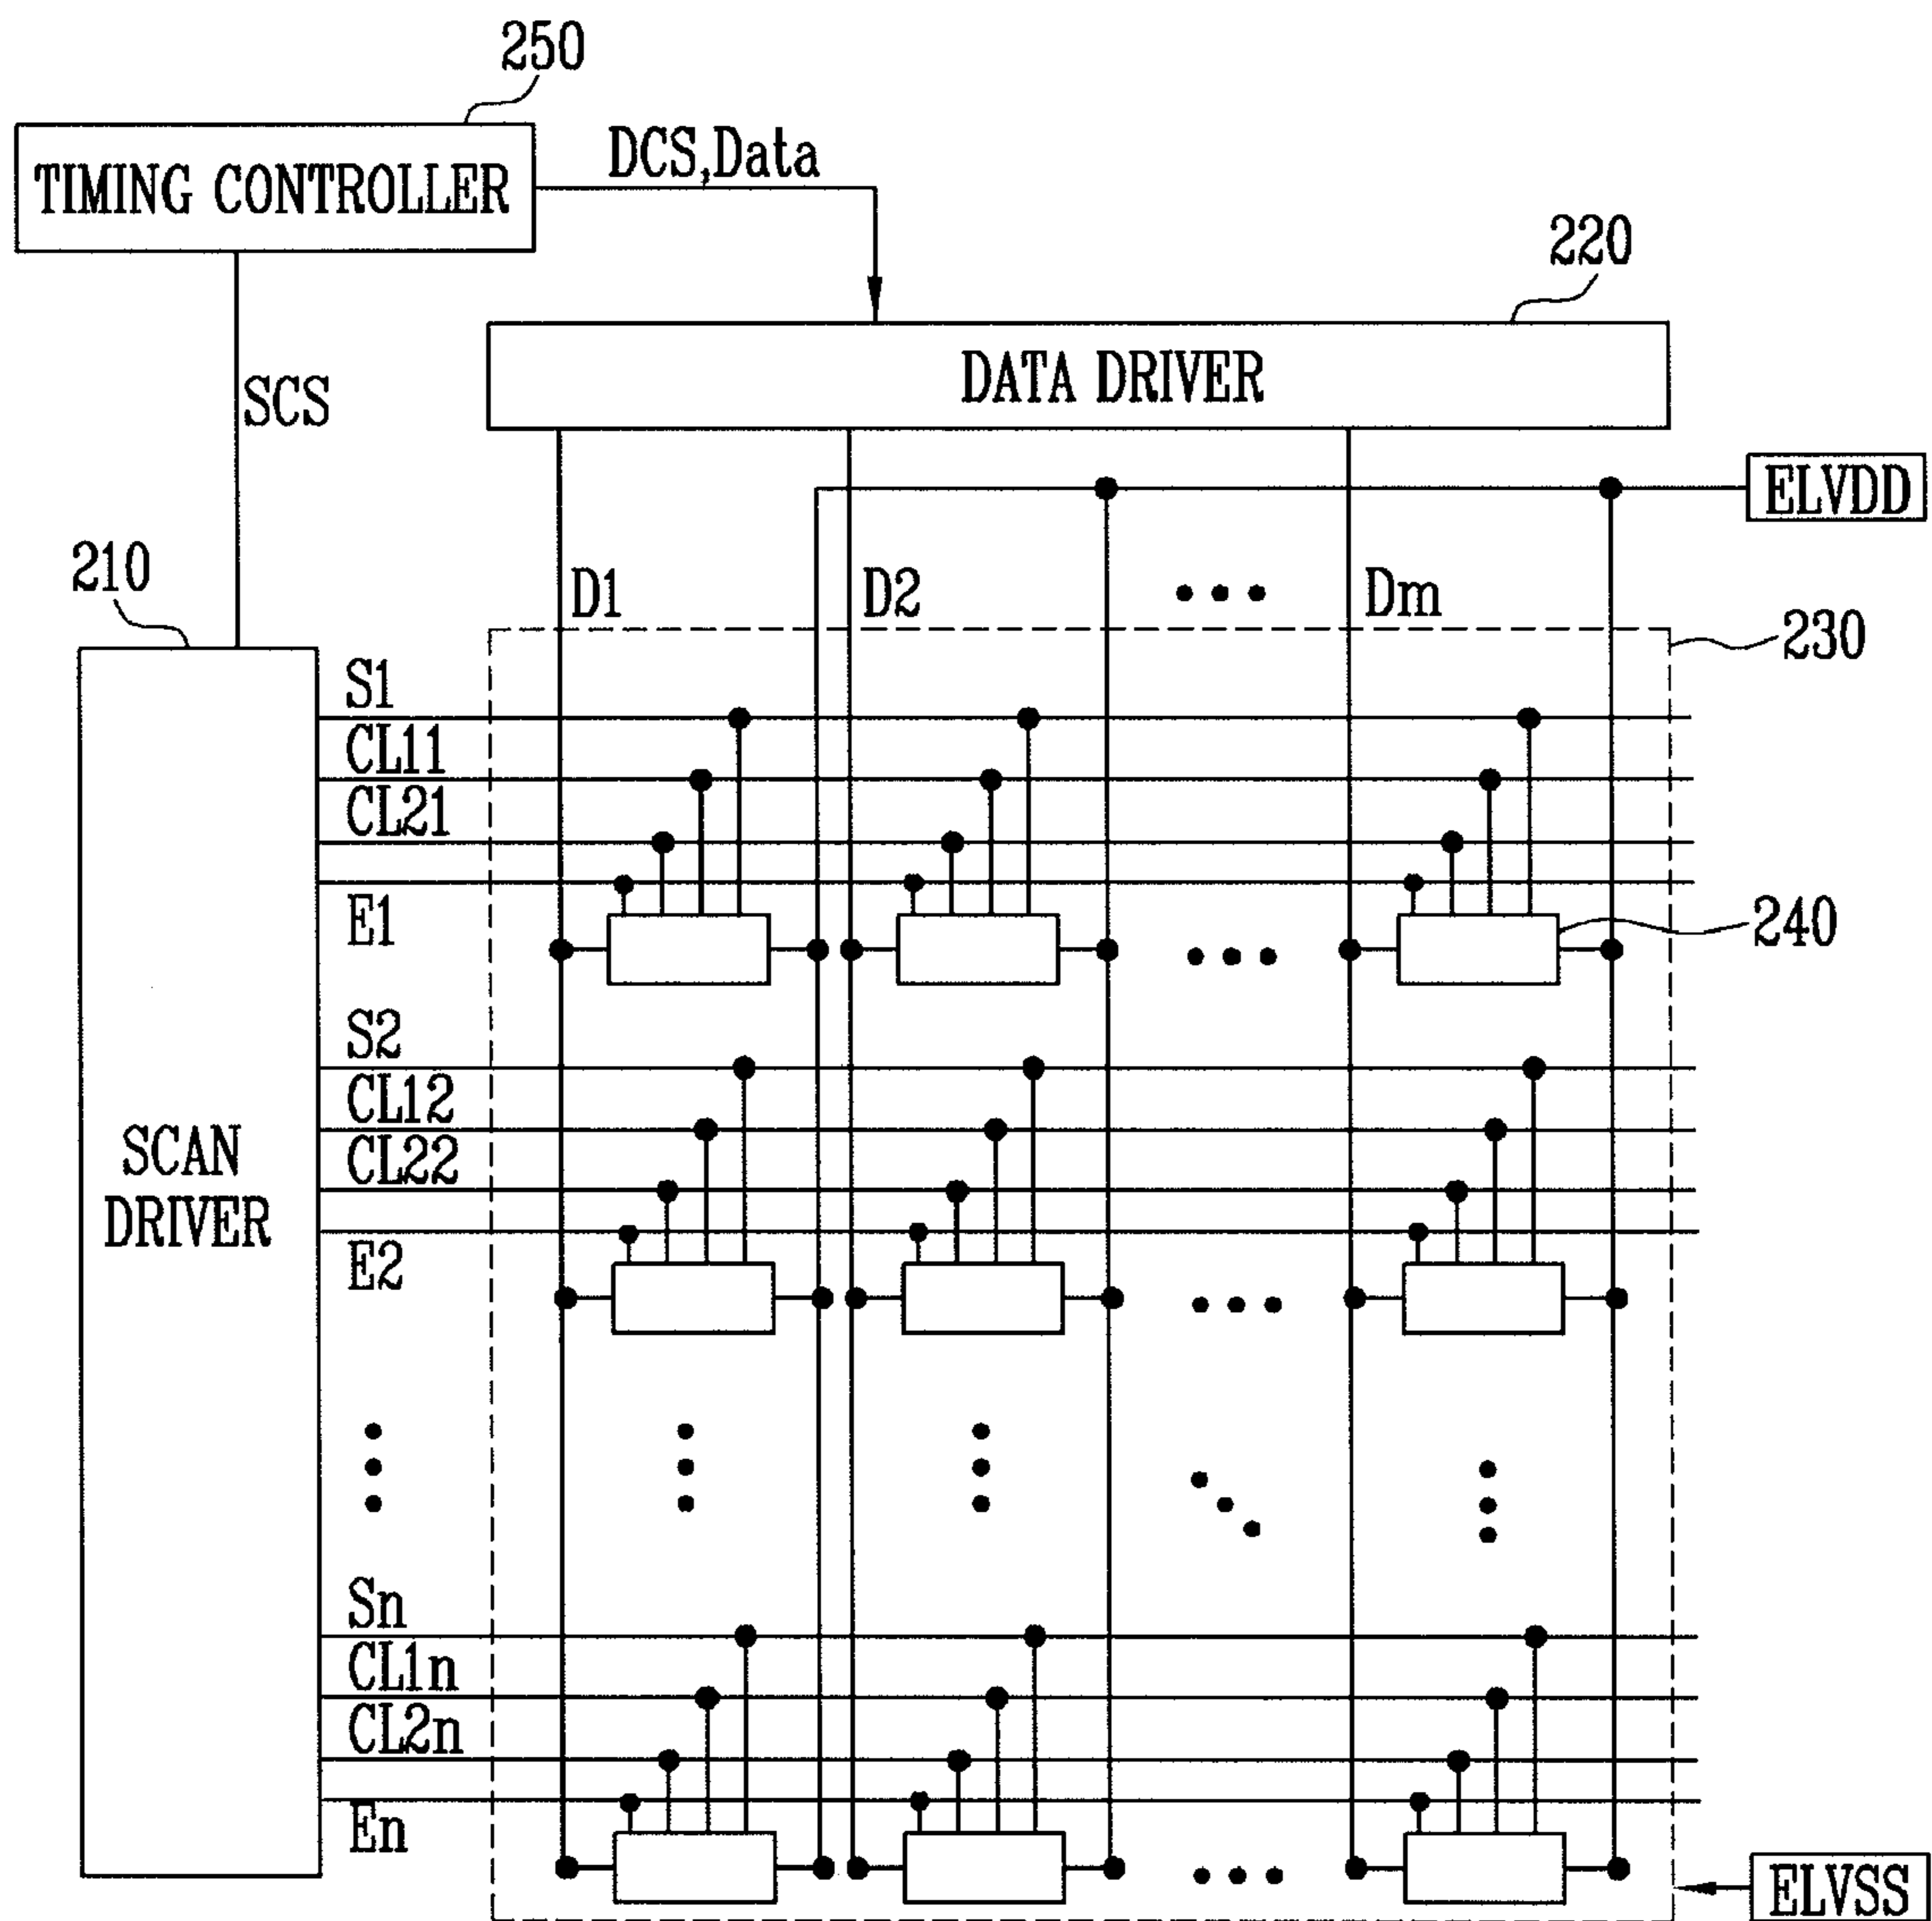 250
TIMING CONTROLLER
DCS,Data
220
DATA DRIVER
SCS
ELVDD
210
D1
D2
Dm
230
S1
CL11
CL21
E1
240
S2
CL12
CL22
E2
SCAN
DRIVER
Sn
CL1n
CL2n
En
ELVSS